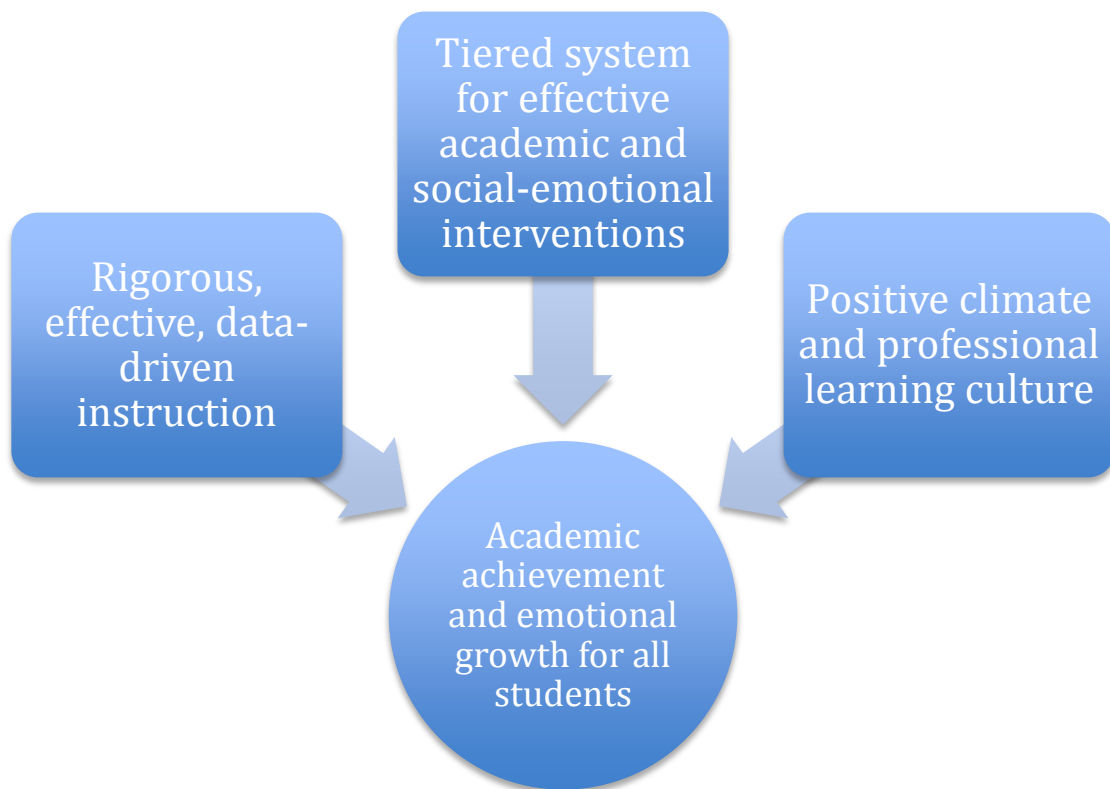 Tiered system
for effective
academic and
social-emotional
interventions
Rigorous,
effective, data-
driven
instruction
Positive climate
and professional
learning culture
Academic
achievement
and emotional
growth for all
students